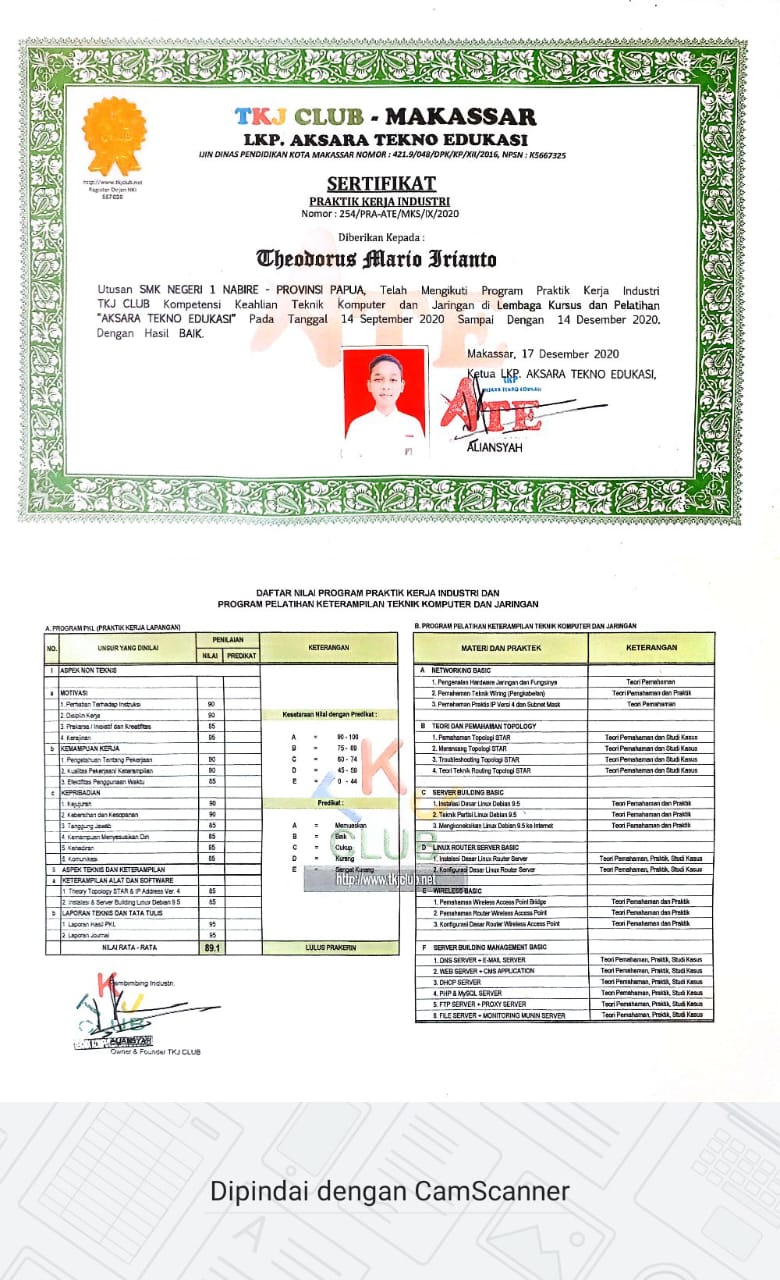 TKJ CLUB - MAKASSAR
LKP. AKSARA TEKNO EDUKASI
IJIN DINAS PENDIDIKAN KOTA MAKASSAR NOMOR : 421.9/048/DPK/KP/XII/2016, NPSN : K5667325
http://www.tkjclub.net
SERTIFIKAT
PRAKTIK KERJA INDUSTRI
Nomor : 254/PRA-ATE/MKS/IX/2020
Diberikan Kepada :
Theodorus Mario Irianto
Utusan SMK NEGERI 1 NABIRE - PROVINSI PAPUA, Telah Mengikuti Program Praktik Kerja Industri
TKJ CLUB Kompetensi Keahlian Teknik Komputer dan Jaringan di Lembaga Kursus dan Pelatihan
"AKSARA TEKNO EDUKASI" Pada Tanggal 14 September 2020 Sampai Dengan 14 Desember 2020.
Dengan Hasil BAIK.
Makassar, 17 Desember 2020
Ketua LKP. AKSARA TEKNO EDUKASI,
ATE
ALIANSYAH
DAFTAR NILAI PROGRAM PRAKTIK KERJA INDUSTRI DAN
PROGRAM PELATIHAN KETERAMPILAN TEKNIK KOMPUTER DAN JARINGAN
A. PROGRAM PKL (PRAKTIK KERJA LAPANGAN)
NO. UNSUR YANG DINILAI PENILAIAN KETERANGAN
NILAI PREDIKAT
I ASPEK NON TEKNIS
a MOTIVASI
1. Perhatian Terhadap Instruksi 90
2. Disiplin Kerja 90
3. Prakarsa / Inisiatif dan Kreatifitas 85
4. Kerajinan 95
b KEMAMPUAN KERJA
1. Pengetahuan Tentang Pekerjaan
2. Kualitas Pekerjaan/ Keterampilan
3. Efektifitas Penggunaan Waktu 85
c KEPRIBADIAN
1. Kejujuran 90
2. Kebersihan dan Kesopanan 90
3. Tanggung Jawab
4. Kemampuan Menyesuaikan Diri
5. Kehadiran
6. Komunikasi
ASPEK TEKNIS DAN KETERAMPILAN
a KETERAMPILAN ALAT DAN SOFTWARE
1. Theory Topology STAR & IP Address Ver. 4 85
2. Instalasi & Server Building Linux Debian 9.5 85
b LAPORAN TEKNIS DAN TATA TULIS
1. Laporan Hasil PKL 95
2. Laporan Journal 95
NILAI RATA - RATA 89.1 LULUS PRAKERIN
Kesetaraan Nilai dengan Predikat :
A = 90 - 100
B = 75 - 89
C = 60 - 74
D = 45 - 59
E = 0 - 44
Predikat :
A = Memuaskan
B = Baik
C = Cukup
D = Kurang
E = Sangat Kurang
http://www.tkjclub.net
Pembimbing Industri,
ALIANSYAH
Owner & Founder TKJ CLUB
B. PROGRAM PELATIHAN KETERAMPILAN TEKNIK KOMPUTER DAN JARINGAN
MATERI DAN PRAKTEK KETERANGAN
A NETWORKING BASIC
1. Pengenalan Hardware Jaringan dan Fungsinya Teori Pemahaman
2. Pemahaman Teknik Wiring (Pengkabelan) Teori Pemahaman dan Praktik
3. Pemahaman Praktis IP Versi 4 dan Subnet Mask Teori Pemahaman
B TEORI DAN PEMAHAMAN TOPOLOGY
1. Pemahaman Topologi STAR Teori Pemahaman dan Studi Kasus
2. Merancang Topologi STAR Teori Pemahaman dan Studi Kasus
3. Troubleshooting Topologi STAR Teori Pemahaman dan Studi Kasus
4. Teori Teknik Routing Topologi STAR Teori Pemahaman dan Studi Kasus
C SERVER BUILDING BASIC
1. Instalasi Dasar Linux Debian 9.5 Teori Pemahaman dan Praktik
2. Teknik Partisi Linux Debian 9.5 Teori Pemahaman dan Praktik
3. Mengkoneksikan Linux Debian 9.5 ke Internet Teori Pemahaman dan Praktik
D LINUX ROUTER SERVER BASIC
1. Instalasi Dasar Linux Router Server Teori Pemahaman, Praktik, Studi Kasus
2. Konfigurasi Dasar Linux Router Server Teori Pemahaman, Praktik, Studi Kasus
E WIRELESS BASIC
1. Pemahaman Wireless Access Point Bridge Teori Pemahaman dan Praktik
2. Pemahaman Router Wireless Access Point Teori Pemahaman dan Praktik
3. Konfigurasi Dasar Router Wireless Access Point Teori Pemahaman dan Praktik
F SERVER BUILDING MANAGEMENT BASIC
1. DNS SERVER + E-MAIL SERVER Teori Pemahaman, Praktik, Studi Kasus
2. WEB SERVER + CMS APPLICATION Teori Pemahaman, Praktik, Studi Kasus
3. DHCP SERVER Teori Pemahaman, Praktik, Studi Kasus
4. PHP & MySQL SERVER Teori Pemahaman, Praktik, Studi Kasus
5. FTP SERVER + PROXY SERVER Teori Pemahaman, Praktik, Studi Kasus
6. FILE SERVER + MONITORING MUNIN SERVER Teori Pemahaman, Praktik, Studi Kasus
Dipindai dengan CamScanner